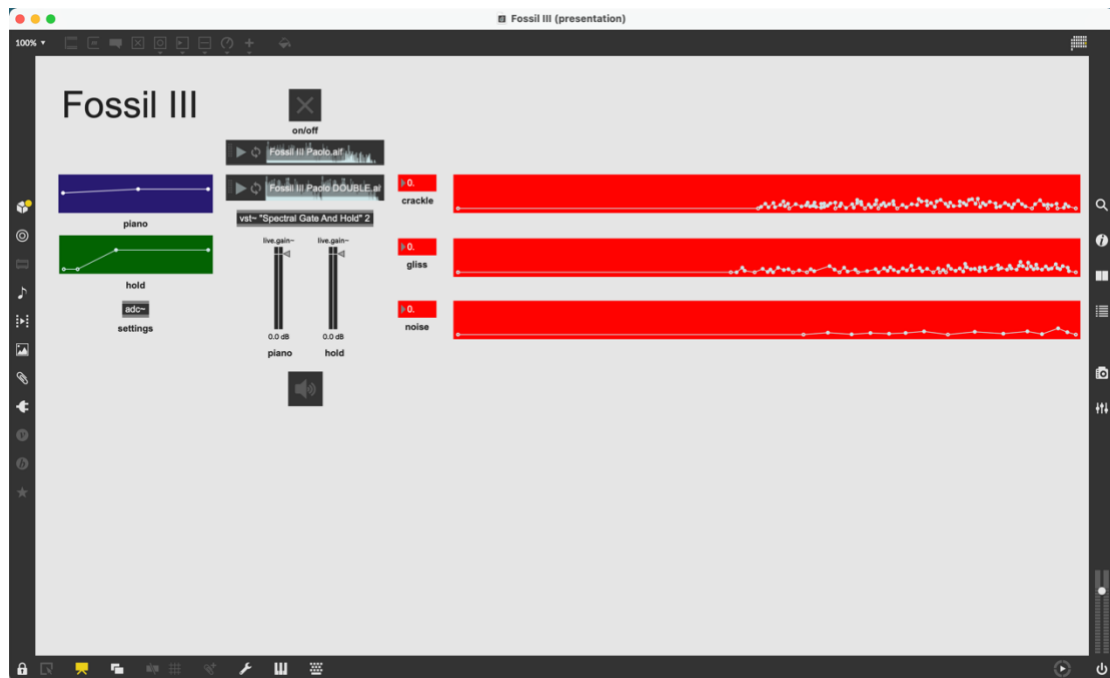 Fossil III (presentation)
100%
Fossil III
on/off
Fossil III Paolo.aif
Fossil III Paolo DOUBLE.ai
vst~ "Spectral Gate And Hold" 2
piano
hold
adc~
settings
live.gain~ live.gain~
0.0 dB 0.0 dB
piano hold
0.
crackle
0.
gliss
0.
noise